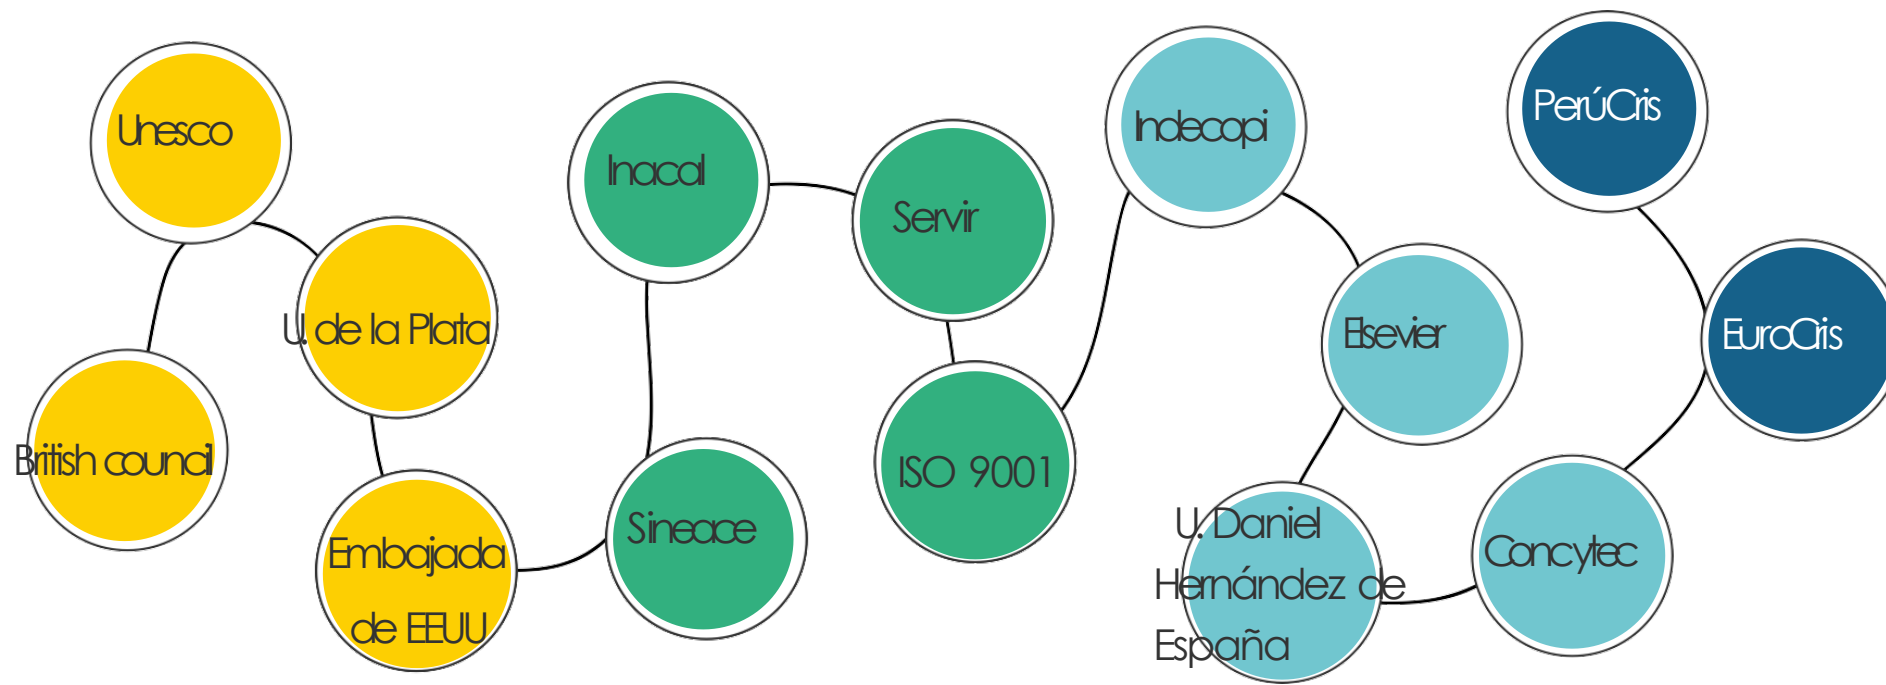 Unesco
British council
U. de la Plata
Embajada
de EEUU
Inacal
Sineace
Servir
ISO 9001
Indecopi
Elsevier
U. Daniel
Hernández de
España
Concytec
PerúCris
EuroCris